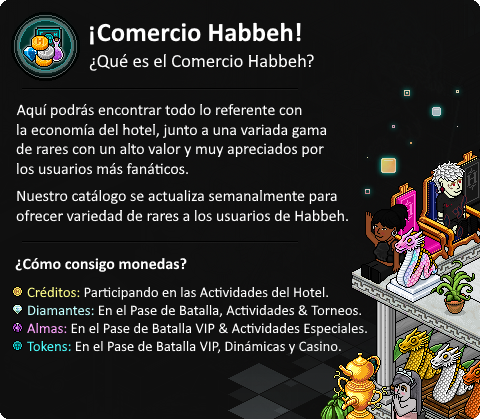 ¡Comercio Habbeh!
¿Qué es el Comercio Habbeh?
Aquí podrás encontrar todo lo referente con
la economía del hotel, junto a una variada gama
de rares con un alto valor y muy apreciados por
los usuarios más fanáticos.
Nuestro catálogo se actualiza semanalmente para
ofrecer variedad de rares a los usuarios de Habbeh.
¿Cómo consigo monedas?
Créditos: Participando en las Actividades del Hotel.
Diamantes: En el Pase de Batalla, Actividades & Torneos.
Almas: En el Pase de Batalla VIP & Actividades Especiales.
Tokens: En el Pase de Batalla VIP, Dinámicas y Casino.